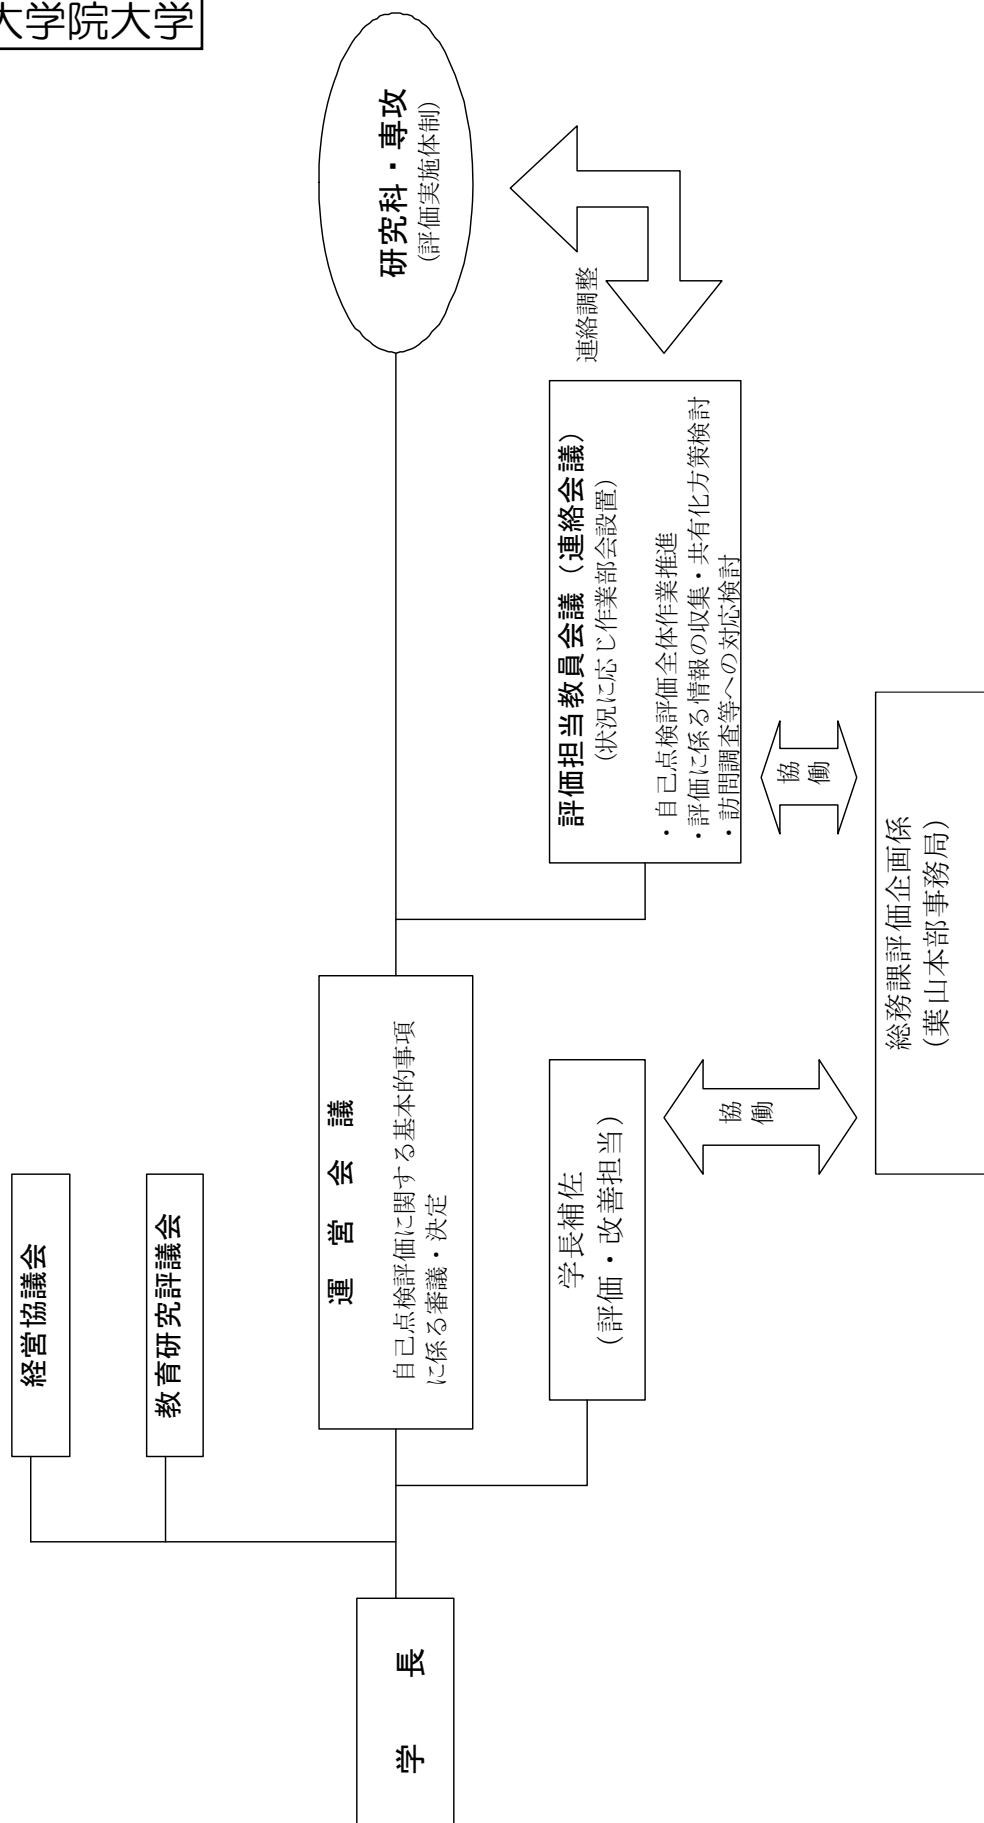 大学院大学
学　長
経営協議会
教育研究評議会
運　営　会　議
自己点検評価に関する基本的事項
に係る審議・決定
学長補佐
（評価・改善担当）
研究科・専攻
(評価実施体制)
連絡調整
評価担当教員会議（連絡会議）
(状況に応じ作業部会設置)
・自己点検評価全体作業推進
・評価に係る情報の収集・共有化方策検討
・訪問調査等への対応検討
協
働
協
働
総務課評価企画係
(葉山本部事務局)